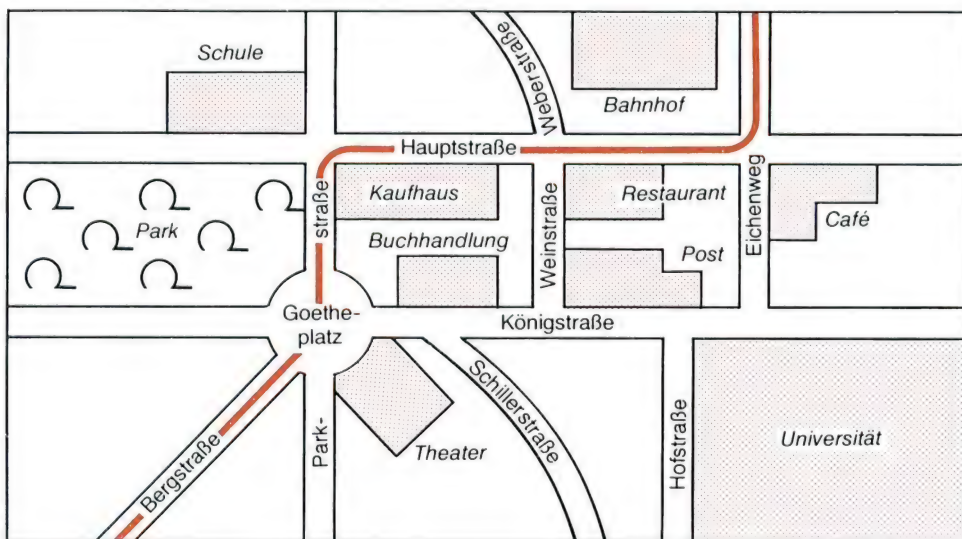 Schule
Weberstraße
Bahnhof
Hauptstraße
straße
Kaufhaus
Restaurant
Eichenweg
Park
Weinstraße
Café
Buchhandlung
Post
Goethe-
platz
Königstraße
Schillerstraße
Bergstraße
Park-
Theater
Hofstraße
Universität